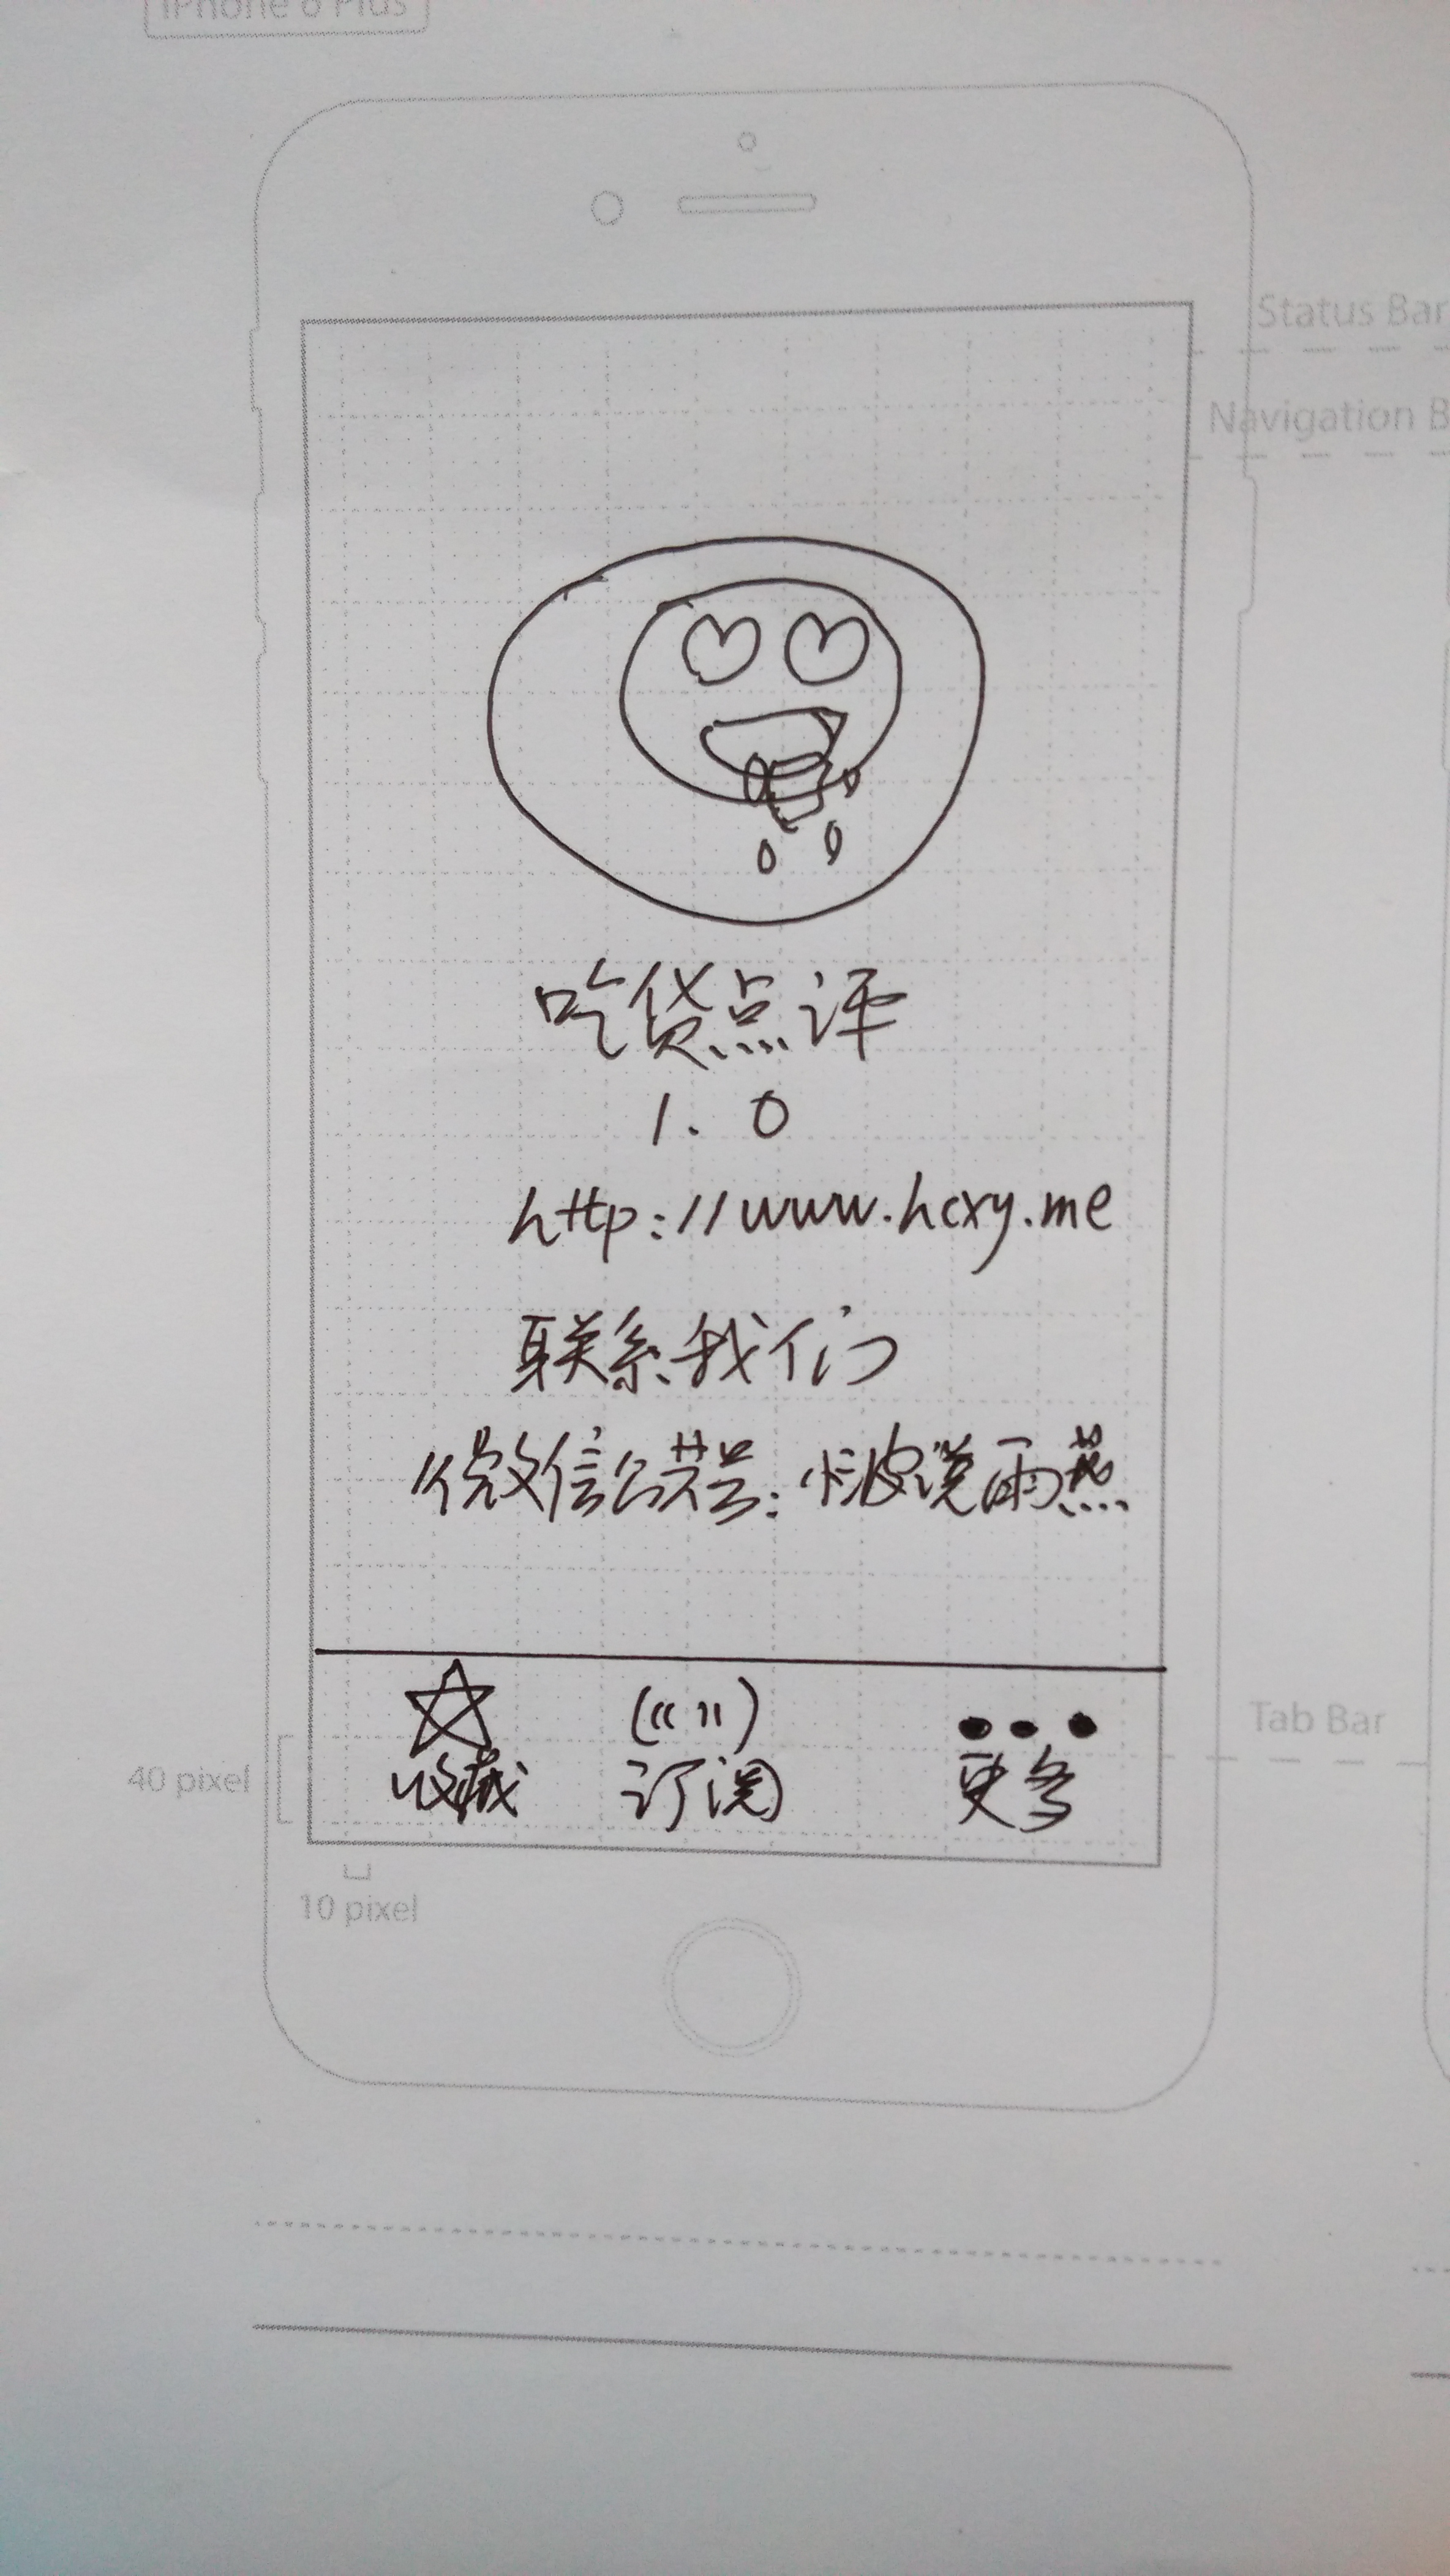 iPhone 6 Plus
Status Bar
Navigation B
吃货点评
1.0
http://www.hcxy.me
联系我们
微信公共号:小波说雨燕
收藏 订阅 更多
Tab Bar
40 pixel
10 pixel